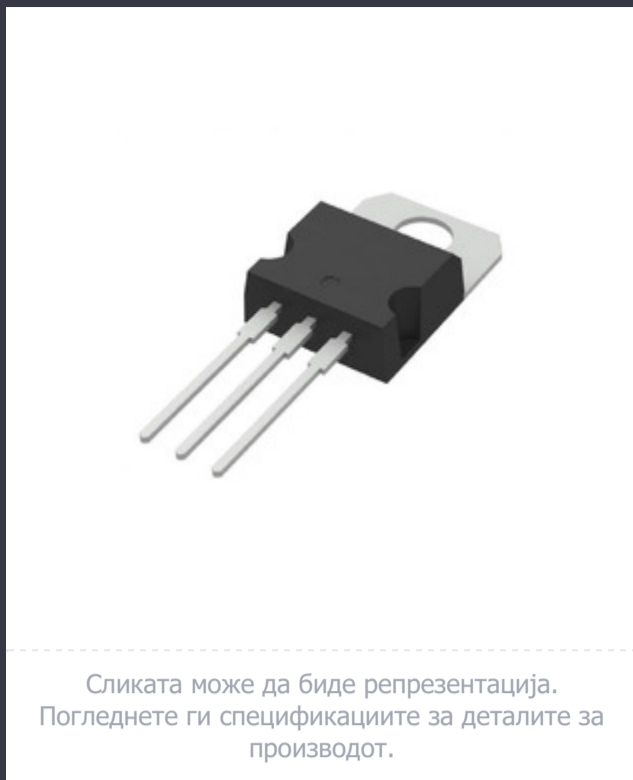 Сликата може да биде репрезентација.
Погледнете ги спецификациите за деталите за
производот.